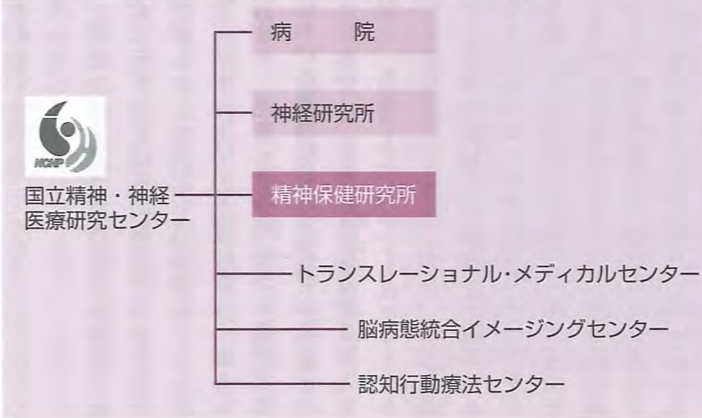 病　　院
神経研究所
NCNP
国立精神・神経
医療研究センター
精神保健研究所
トランスレーショナル・メディカルセンター
脳病態統合イメージングセンター
認知行動療法センター